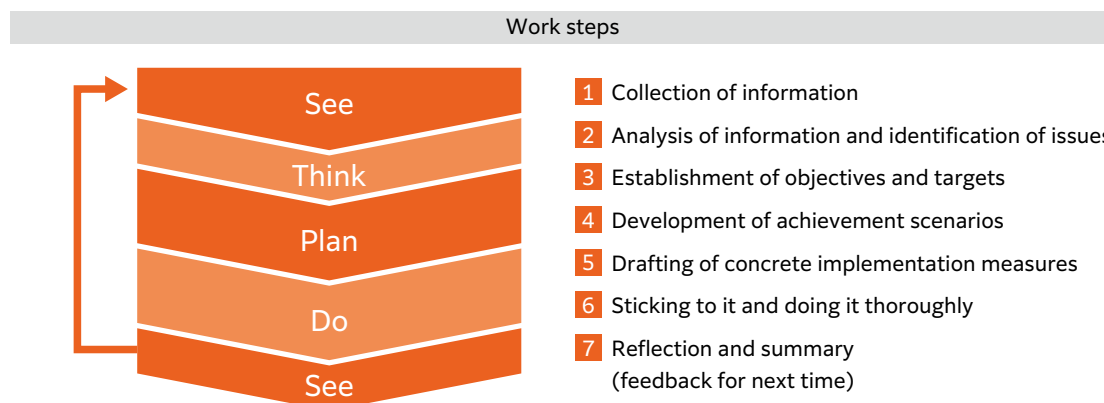 Work steps
See
Think
Plan
Do
See
1 Collection of information
2 Analysis of information and identification of issues
3 Establishment of objectives and targets
4 Development of achievement scenarios
5 Drafting of concrete implementation measures
6 Sticking to it and doing it thoroughly
7 Reflection and summary
(feedback for next time)